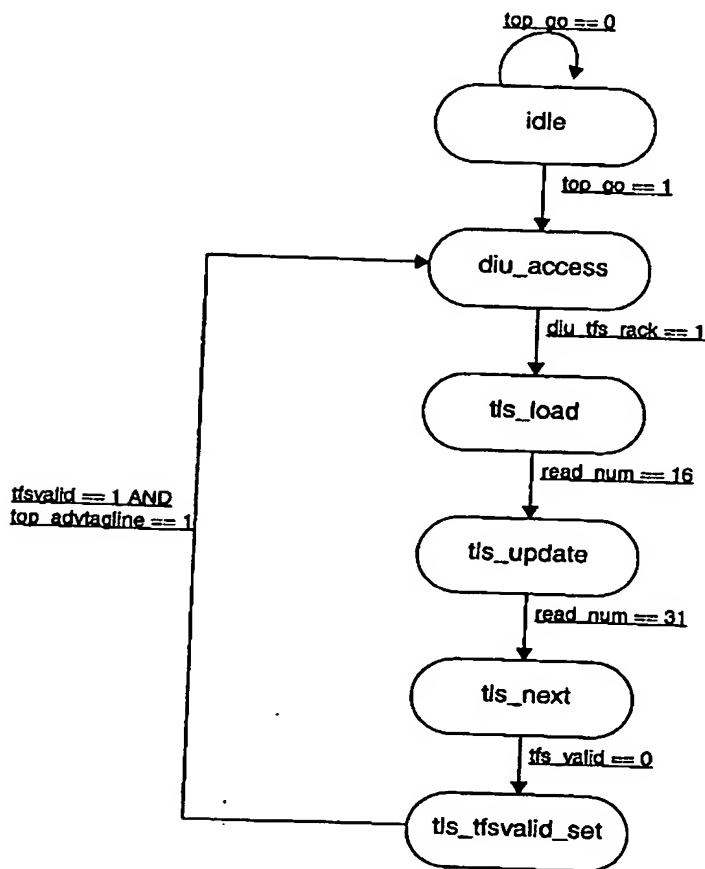 top_go == 0
idle
top_go == 1
diu_access
diu_tfs_rack == 1
tls_load
read_num == 16
tfsvalid == 1 AND
top_advtagline == 1
tls_update
read_num == 31
tls_next
tfs_valid == 0
tls_tfsvalid_set